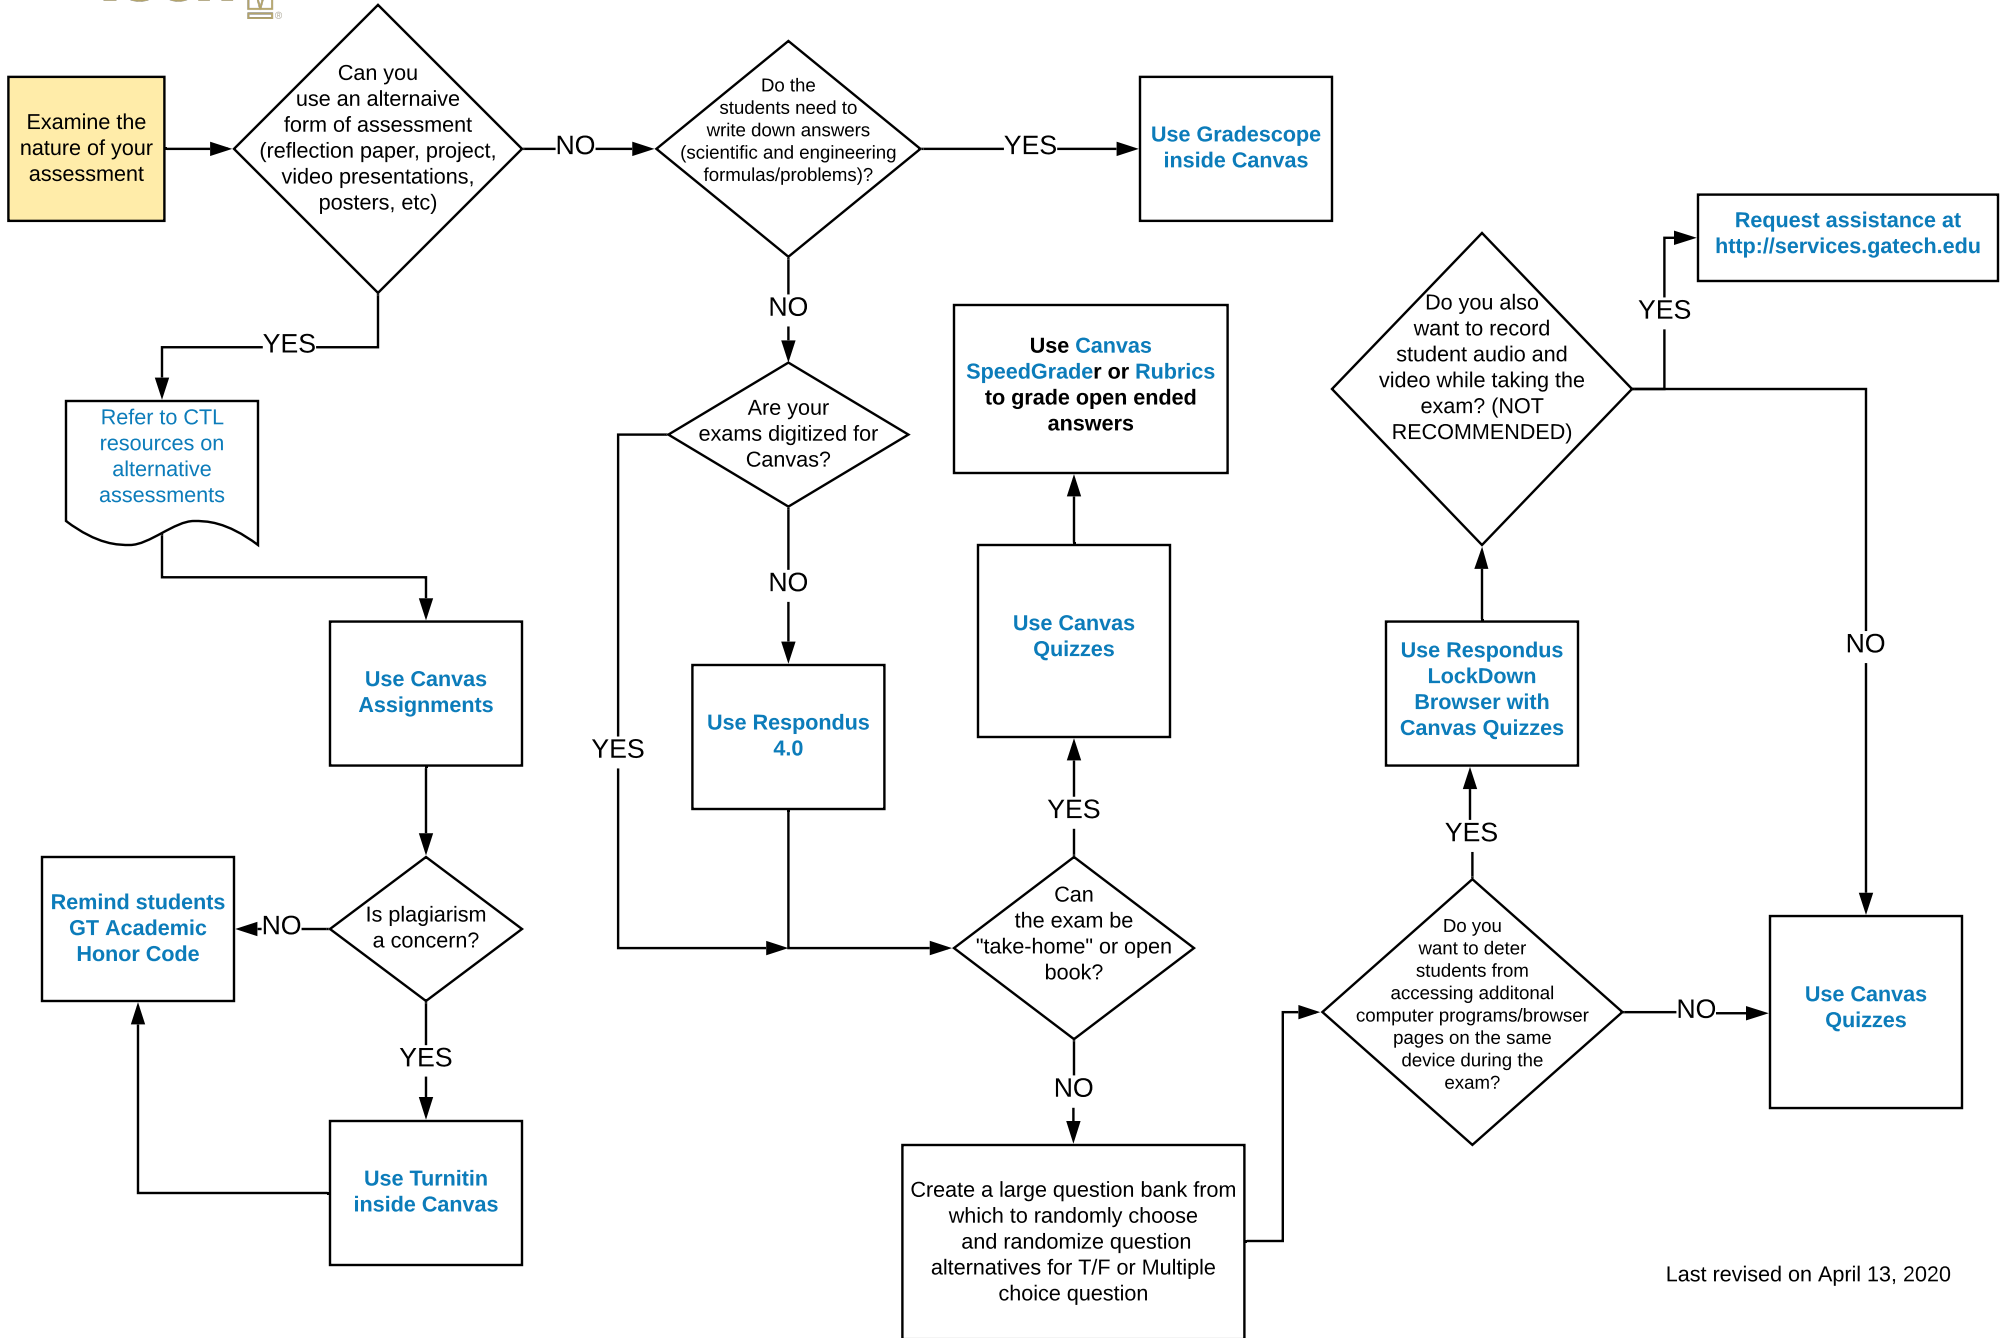 Examine the
nature of your
assessment
Can you
use an alternaive
form of assessment
(reflection paper, project,
video presentations,
posters, etc)
NO
Do the
students need to
write down answers
(scientific and engineering
formulas/problems)?
YES
Use Gradescope
inside Canvas
Request assistance at
http://services.gatech.edu
YES
NO
YES
Refer to CTL
resources on
alternative
assessments
Are your
exams digitized for
Canvas?
Use Canvas
SpeedGrader or Rubrics
to grade open ended
answers
Do you also
want to record
student audio and
video while taking the
exam? (NOT
RECOMMENDED)
NO
Use Canvas
Quizzes
NO
Use Canvas
Assignments
Use Respondus
4.0
YES
Use Respondus
LockDown
Browser with
Canvas Quizzes
YES
YES
Remind students
GT Academic
Honor Code
NO
Is plagiarism
a concern?
Can
the exam be
"take-home" or open
book?
Do you
want to deter
students from
accessing additonal
computer programs/browser
pages on the same
device during the
exam?
NO
Use Canvas
Quizzes
YES
NO
Use Turnitin
inside Canvas
Create a large question bank from
which to randomly choose
and randomize question
alternatives for T/F or Multiple
choice question
Last revised on April 13, 2020